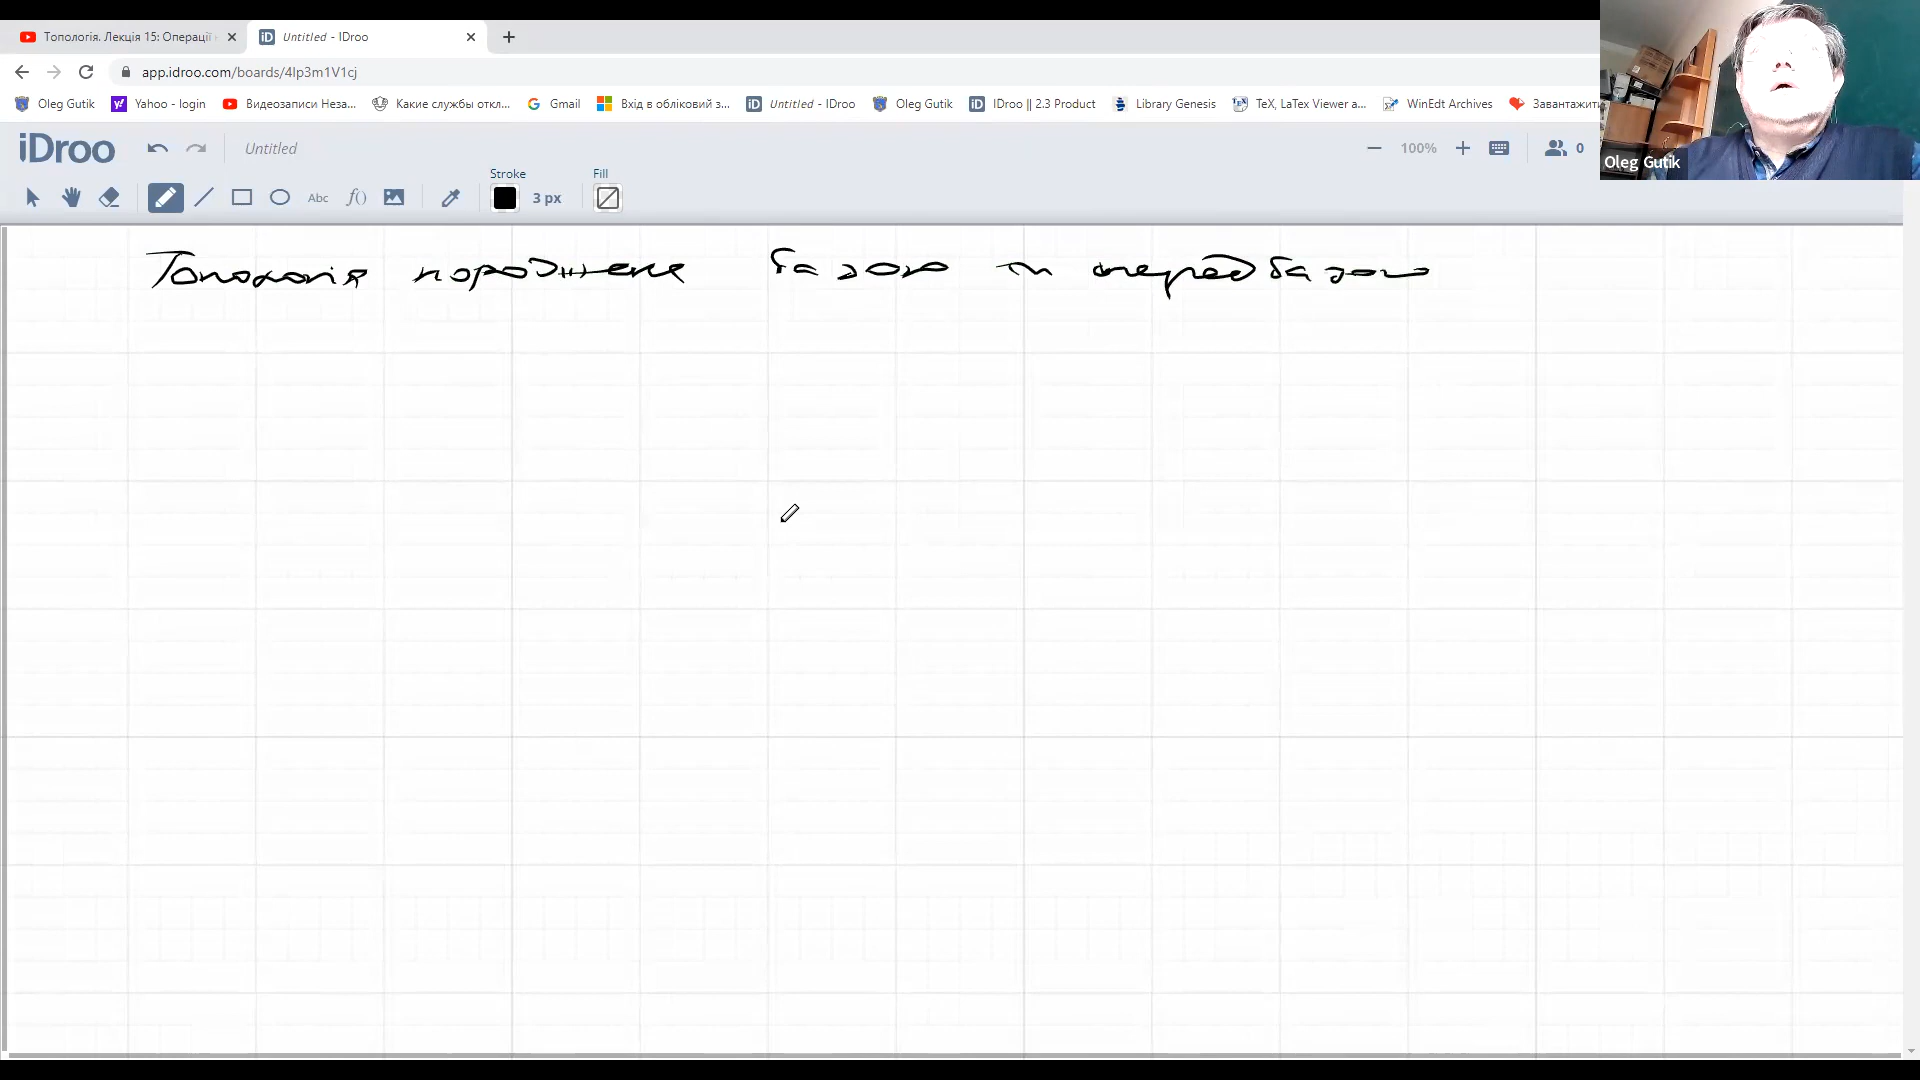 Топологія. Лекція 15: Операції
Untitled - IDroo
app.idroo.com/boards/4lp3m1V1cj
Oleg Gutik Yahoo - login Видеозаписи Неза... Какие службы откл... Gmail Вхід в обліковий з... Untitled - IDroo Oleg Gutik IDroo || 2.3 Product Library Genesis TeX, LaTex Viewer a... WinEdt Archives Завантажити
iDroo Untitled 100% 0
Oleg Gutik
Stroke Fill
Abc f() 3 px
Топологія породжена базою та передбазою